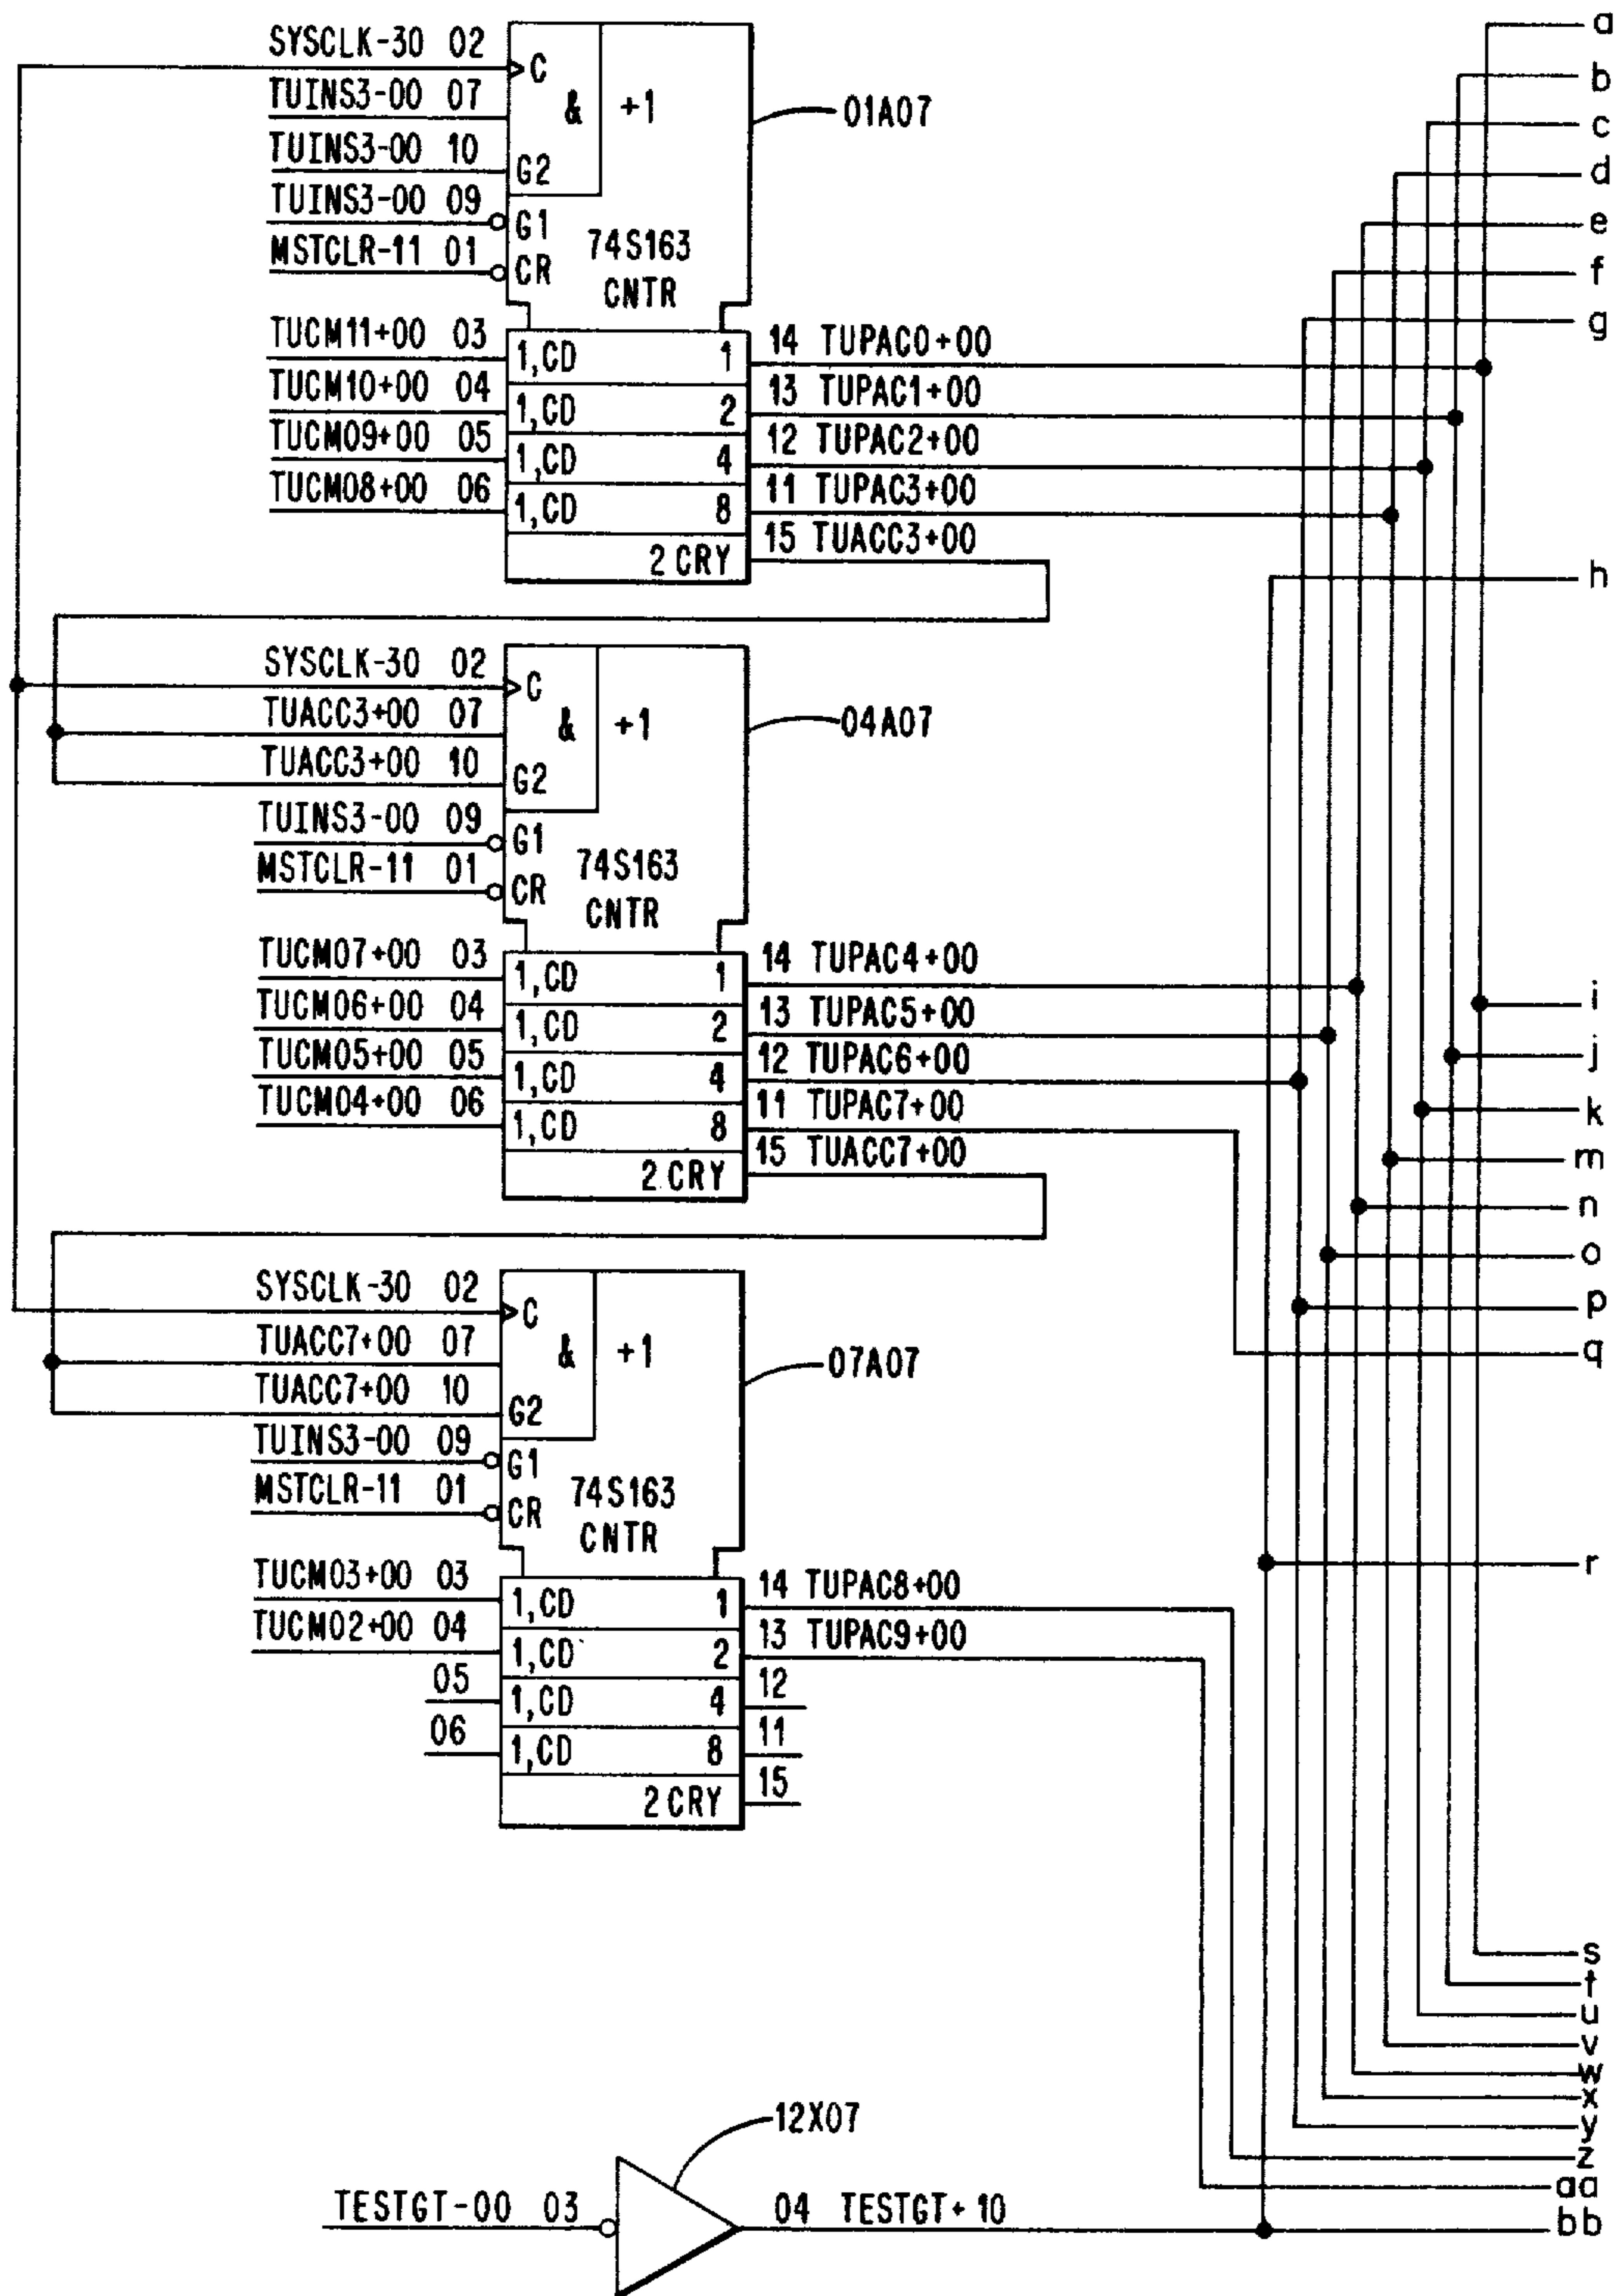 SYSCLK-30 02
TUINS3-00 07
TUINS3-00 10
TUINS3-00 09
MSTCLR-11 01
C
& +1
G2
G1
CR
74S163
CNTR
01A07
TUCM11+00 03 1,CD 1 14 TUPAC0+00
TUCM10+00 04 1,CD 2 13 TUPAC1+00
TUCM09+00 05 1,CD 4 12 TUPAC2+00
TUCM08+00 06 1,CD 8 11 TUPAC3+00
2 CRY 15 TUACC3+00
SYSCLK-30 02
TUACC3+00 07
TUACC3+00 10
TUINS3-00 09
MSTCLR-11 01
C
& +1
G2
G1
CR
74S163
CNTR
04A07
TUCM07+00 03 1,CD 1 14 TUPAC4+00
TUCM06+00 04 1,CD 2 13 TUPAC5+00
TUCM05+00 05 1,CD 4 12 TUPAC6+00
TUCM04+00 06 1,CD 8 11 TUPAC7+00
2 CRY 15 TUACC7+00
SYSCLK-30 02
TUACC7+00 07
TUACC7+00 10
TUINS3-00 09
MSTCLR-11 01
C
& +1
G2
G1
CR
74S163
CNTR
07A07
TUCM03+00 03 1,CD 1 14 TUPAC8+00
TUCM02+00 04 1,CD 2 13 TUPAC9+00
05 1,CD 4 12
06 1,CD 8 11
2 CRY 15
12X07
TESTGT-00 03 04 TESTGT+10
a
b
c
d
e
f
g
h
i
j
k
m
n
o
p
q
r
s
t
u
v
w
x
y
z
aa
bb